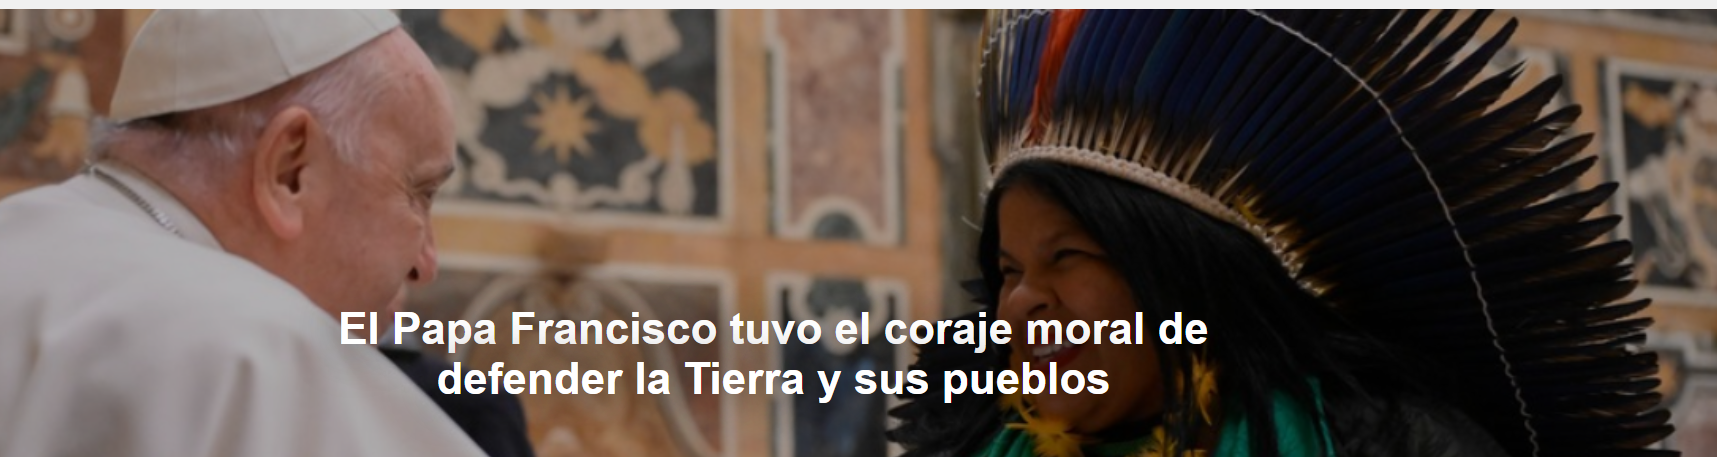 El Papa Francisco tuvo el coraje moral de
defender la Tierra y sus pueblos